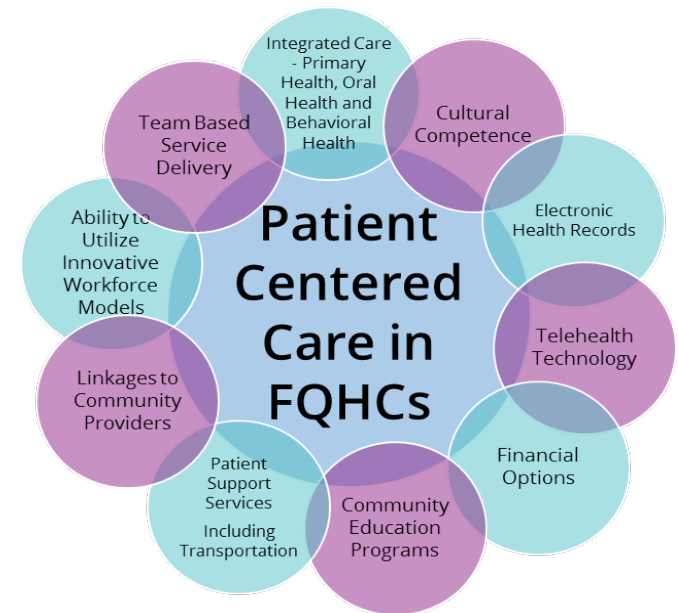 Integrated Care
- Primary
Health, Oral
Health and
Behavioral
Health
Cultural
Competence
Electronic
Health Records
Telehealth
Technology
Financial
Options
Community
Education
Programs
Patient
Support
Services
Including
Transportation
Linkages to
Community
Providers
Ability to
Utilize
Innovative
Workforce
Models
Team Based
Service
Delivery
Patient
Centered
Care in
FQHCs